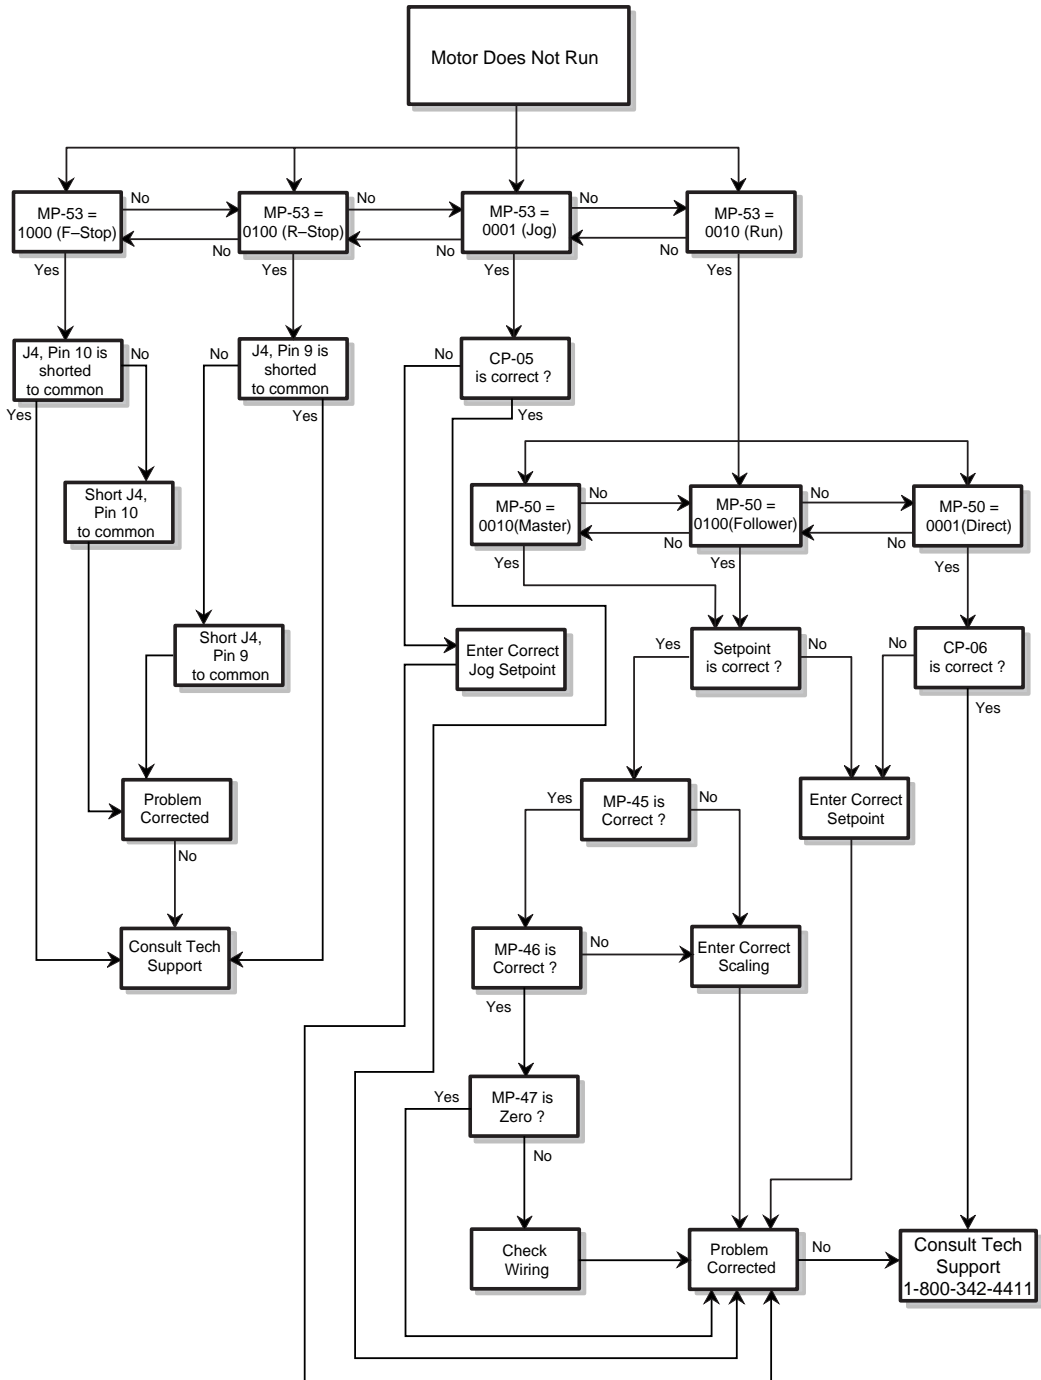 Motor Does Not Run
MP-53 =
1000 (F–Stop)
No
No
MP-53 =
0100 (R–Stop)
No
No
MP-53 =
0001 (Jog)
No
No
MP-53 =
0010 (Run)
Yes
Yes
Yes
Yes
J4, Pin 10 is
shorted
to common
No
Yes
No
J4, Pin 9 is
shorted
to common
Yes
No
CP-05
is correct ?
Yes
Short J4,
Pin 10
to common
MP-50 =
0010(Master)
No
No
MP-50 =
0100(Follower)
No
No
MP-50 =
0001(Direct)
Yes
Yes
Yes
Short J4,
Pin 9
to common
Enter Correct
Jog Setpoint
Yes
Setpoint
is correct ?
No
No
CP-06
is correct ?
Yes
Problem
Corrected
No
Yes
MP-45 is
Correct ?
No
Enter Correct
Setpoint
Consult Tech
Support
MP-46 is
Correct ?
No
Yes
Enter Correct
Scaling
Yes
MP-47 is
Zero ?
No
Check
Wiring
Problem
Corrected
No
Consult Tech
Support
1-800-342-4411